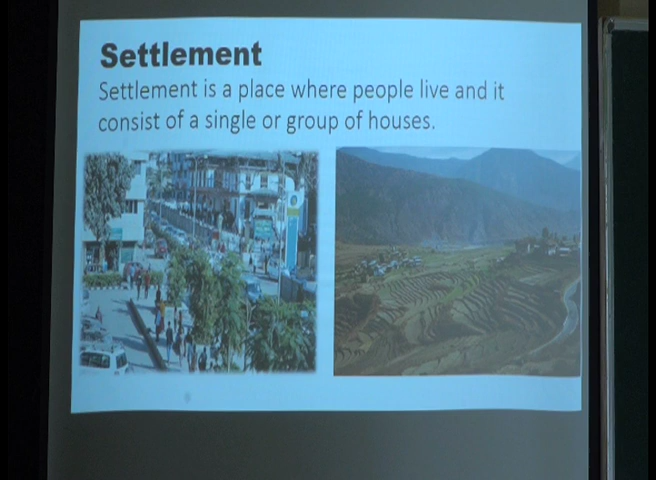 Settlement
Settlement is a place where people live and it
consist of a single or group of houses.